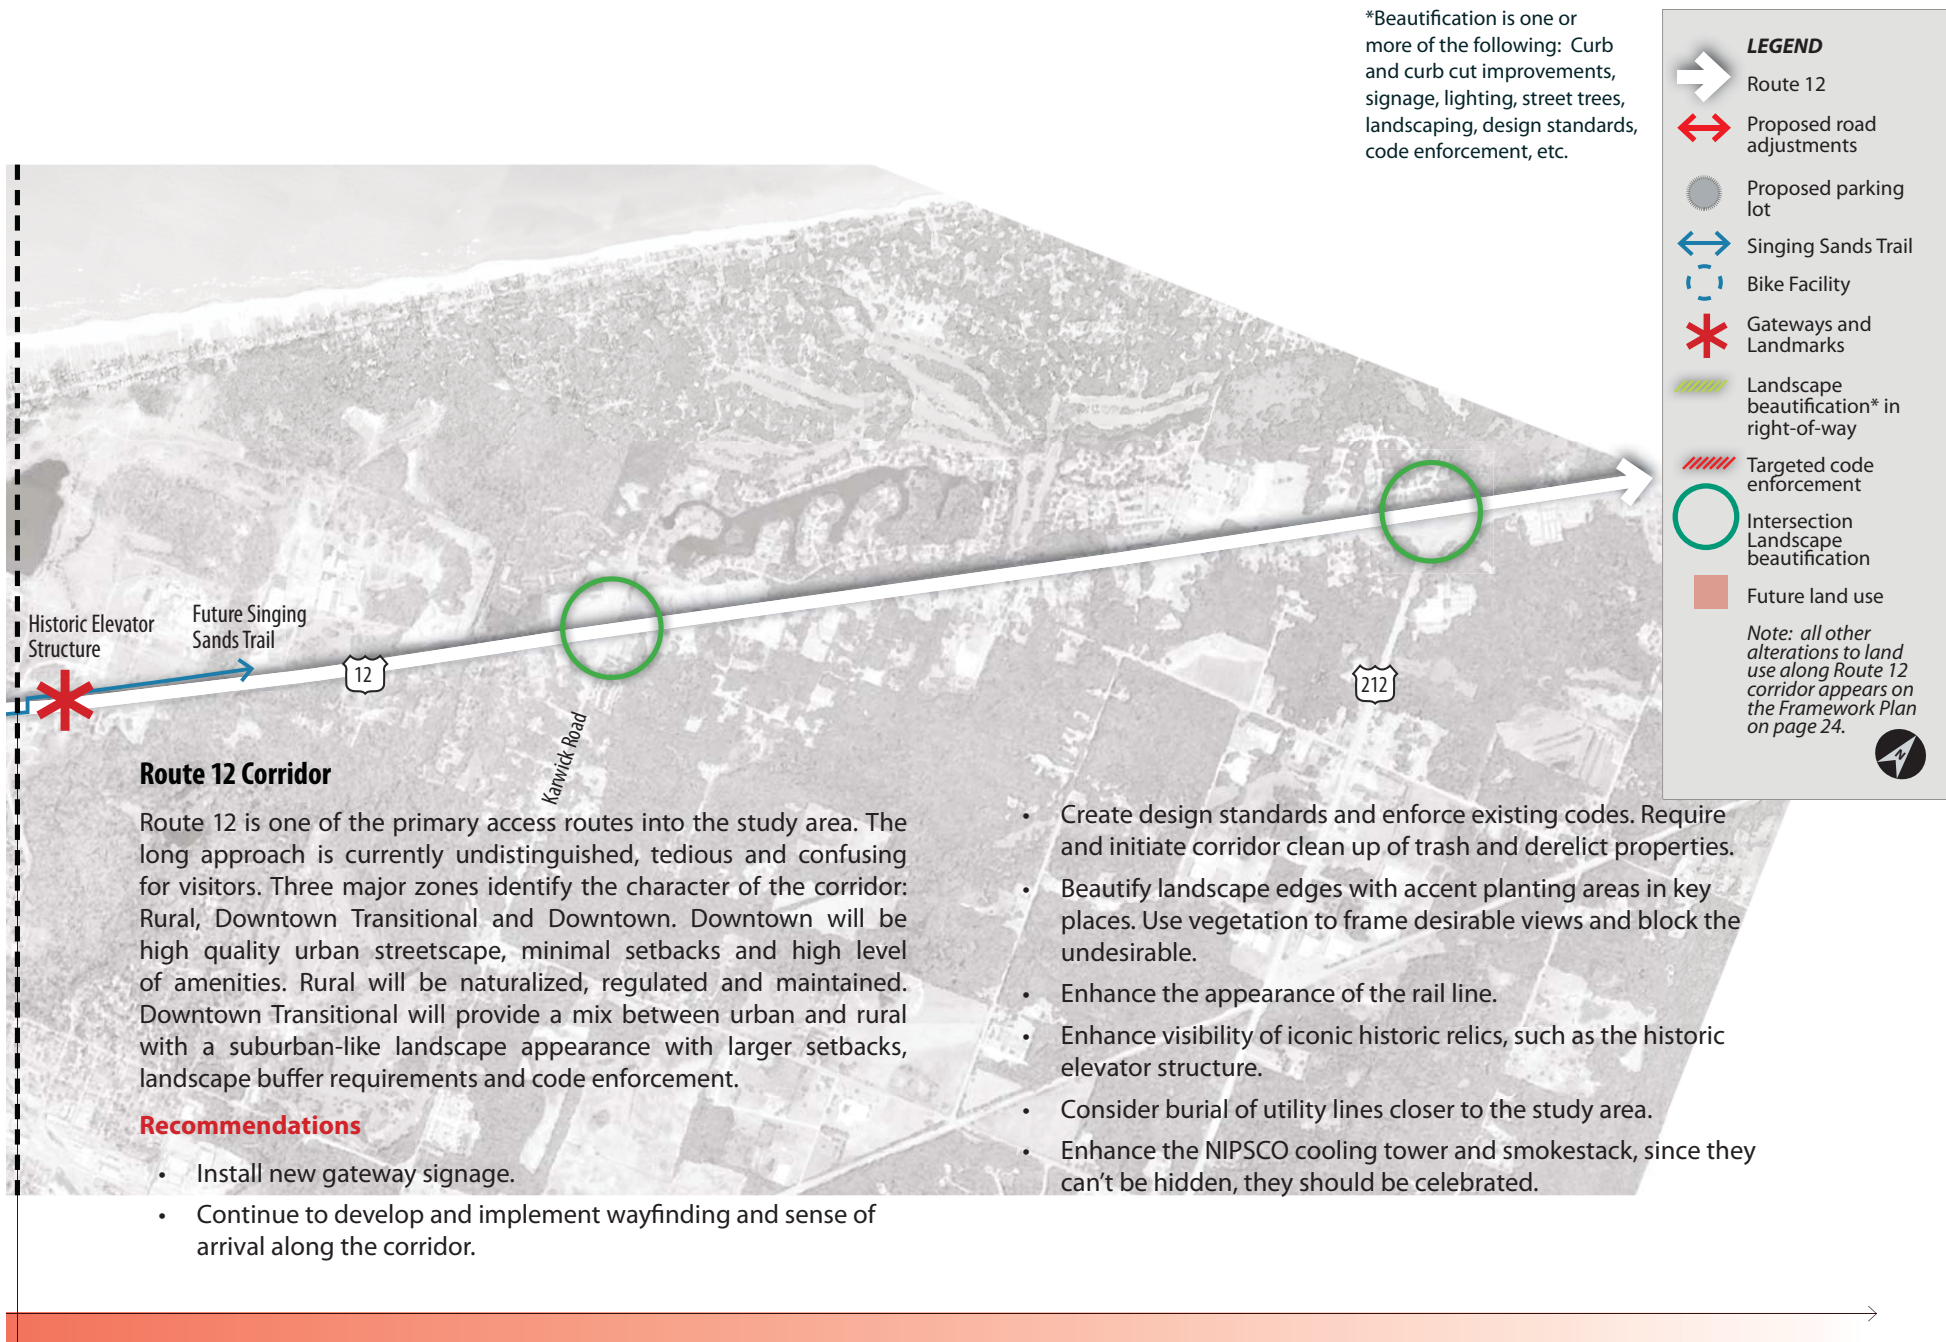 *Beautification is one or
more of the following:  Curb
and curb cut improvements,
signage, lighting, street trees,
landscaping, design standards,
code enforcement, etc.
LEGEND
Route 12
Proposed road
adjustments
Proposed parking
lot
Singing Sands Trail
Bike Facility
Gateways and
Landmarks
Landscape
beautification* in
right-of-way
Targeted code
enforcement
Intersection
Landscape
beautification
Future land use
Note:  all other
alterations to land
use along Route 12
corridor appears on
the Framework Plan
on page 24.
N
Historic Elevator
Structure
Future Singing
Sands Trail
12
212
Karwick Road
Route 12 Corridor
Route 12 is one of the primary access routes into the study area. The
long approach is currently undistinguished, tedious and confusing
for visitors. Three major zones identify the character of the corridor:
Rural, Downtown Transitional and Downtown. Downtown will be
high quality urban streetscape, minimal setbacks and high level
of amenities. Rural will be naturalized, regulated and maintained.
Downtown Transitional will provide a mix between urban and rural
with a suburban-like landscape appearance with larger setbacks,
landscape buffer requirements and code enforcement.
Recommendations
• Install new gateway signage.
• Continue to develop and implement wayfinding and sense of
arrival along the corridor.
• Create design standards and enforce existing codes. Require
and initiate corridor clean up of trash and derelict properties.
• Beautify landscape edges with accent planting areas in key
places. Use vegetation to frame desirable views and block the
undesirable.
• Enhance the appearance of the rail line.
• Enhance visibility of iconic historic relics, such as the historic
elevator structure.
• Consider burial of utility lines closer to the study area.
• Enhance the NIPSCO cooling tower and smokestack, since they
can’t be hidden, they should be celebrated.